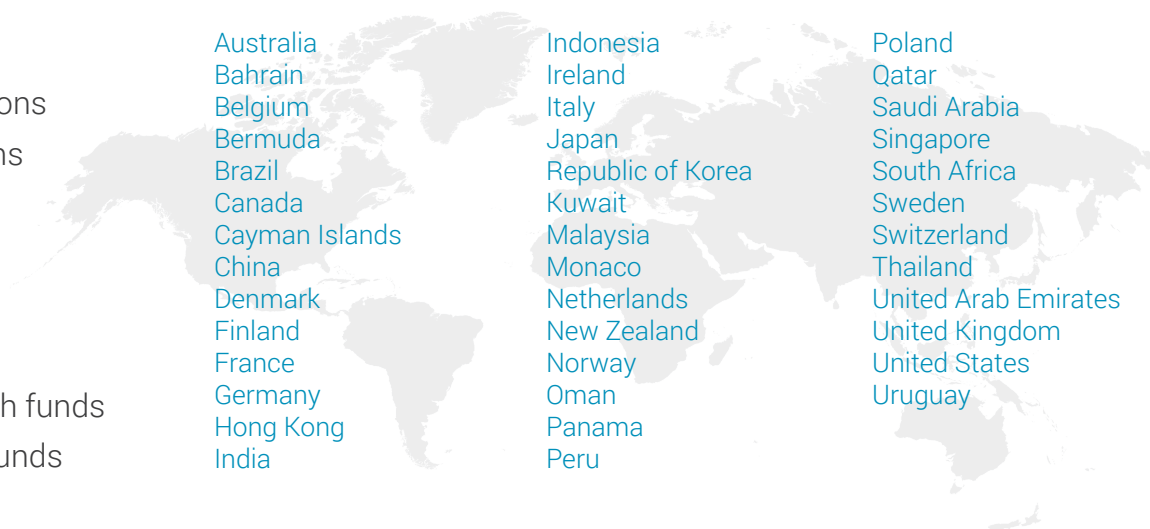 ons
ns
h funds
unds
Australia
Bahrain
Belgium
Bermuda
Brazil
Canada
Cayman Islands
China
Denmark
Finland
France
Germany
Hong Kong
India
Indonesia
Ireland
Italy
Japan
Republic of Korea
Kuwait
Malaysia
Monaco
Netherlands
New Zealand
Norway
Oman
Panama
Peru
Poland
Qatar
Saudi Arabia
Singapore
South Africa
Sweden
Switzerland
Thailand
United Arab Emirates
United Kingdom
United States
Uruguay